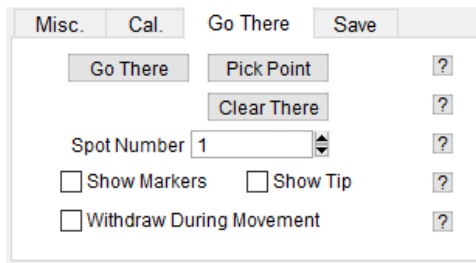 Misc. Cal. Go There Save
Go There Pick Point ?
Clear There ?
Spot Number 1 ?
Show Markers Show Tip ?
Withdraw During Movement ?